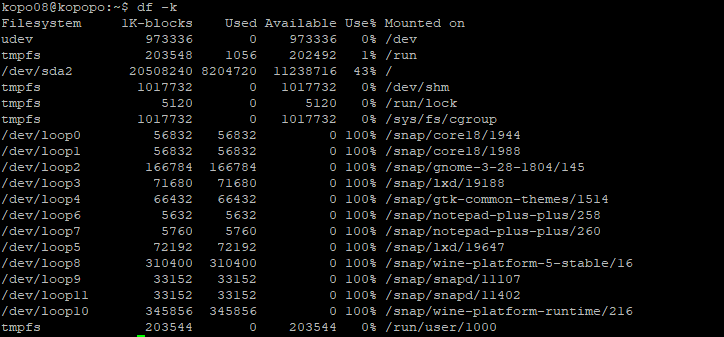 kopo08@kopopo:~$ df -k
Filesystem     1K-blocks    Used Available Use% Mounted on
udev              973336       0    973336   0% /dev
tmpfs             203548    1056    202492   1% /run
/dev/sda2       20508240 8204720  11238716  43% /
tmpfs            1017732       0   1017732   0% /dev/shm
tmpfs               5120       0      5120   0% /run/lock
tmpfs            1017732       0   1017732   0% /sys/fs/cgroup
/dev/loop0         56832   56832         0 100% /snap/core18/1944
/dev/loop1         56832   56832         0 100% /snap/core18/1988
/dev/loop2        166784  166784         0 100% /snap/gnome-3-28-1804/145
/dev/loop3         71680   71680         0 100% /snap/lxd/19188
/dev/loop4         66432   66432         0 100% /snap/gtk-common-themes/1514
/dev/loop6          5632    5632         0 100% /snap/notepad-plus-plus/258
/dev/loop7          5760    5760         0 100% /snap/notepad-plus-plus/260
/dev/loop5         72192   72192         0 100% /snap/lxd/19647
/dev/loop8        310400  310400         0 100% /snap/wine-platform-5-stable/16
/dev/loop9         33152   33152         0 100% /snap/snapd/11107
/dev/loop11        33152   33152         0 100% /snap/snapd/11402
/dev/loop10       345856  345856         0 100% /snap/wine-platform-runtime/216
tmpfs             203544       0    203544   0% /run/user/1000